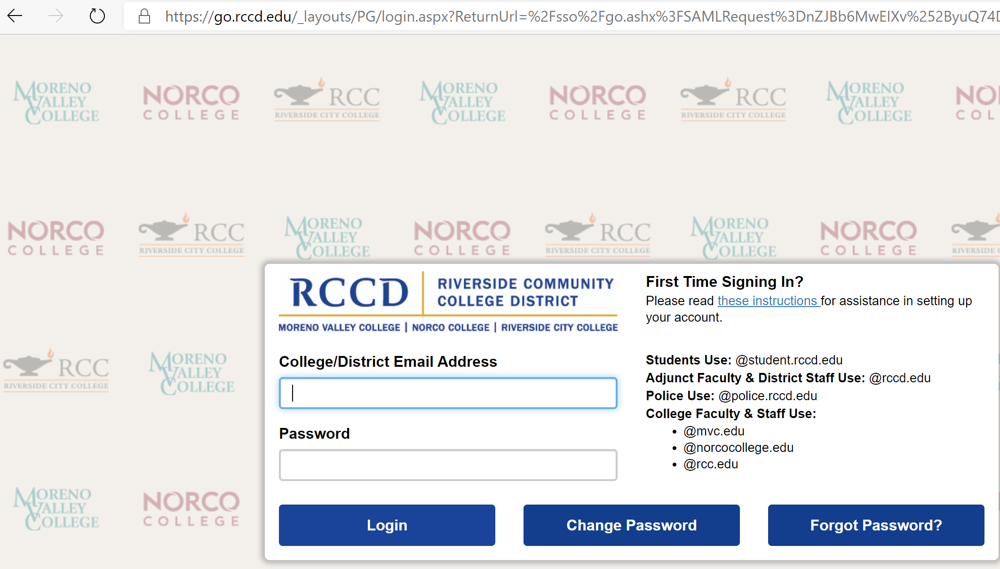 https://go.rccd.edu/_layouts/PG/login.aspx?ReturnUrl=%2Fsso%2Fgo.ashx%3FSAMLRequest%3DnZJBb6MwEIXv%252ByuQ74D
MORENO VALLEY COLLEGE NORCO COLLEGE RCC RIVERSIDE CITY COLLEGE MORENO VALLEY COLLEGE NORCO COLLEGE RCC RIVERSIDE CITY COLLEGE MORENO VALLEY COLLEGE NO COL
NORCO COLLEGE RCC RIVERSIDE CITY COLLEGE MORENO VALLEY COLLEGE NORCO COLLEGE RCC RIVERSIDE CITY COLLEGE MORENO VALLEY COLLEGE NORCO COLLEGE RIVERSIDE C
RCC RIVERSIDE CITY COLLEGE MORENO VALLEY COLLEGE
MORENO VALLEY COLLEGE NORCO COLLEGE
RCCD
RIVERSIDE COMMUNITY
COLLEGE DISTRICT
MORENO VALLEY COLLEGE | NORCO COLLEGE | RIVERSIDE CITY COLLEGE
College/District Email Address
Password
First Time Signing In?
Please read these instructions for assistance in setting up
your account.
Students Use: @student.rccd.edu
Adjunct Faculty & District Staff Use: @rccd.edu
Police Use: @police.rccd.edu
College Faculty & Staff Use:
• @mvc.edu
• @norcocollege.edu
• @rcc.edu
Login
Change Password
Forgot Password?